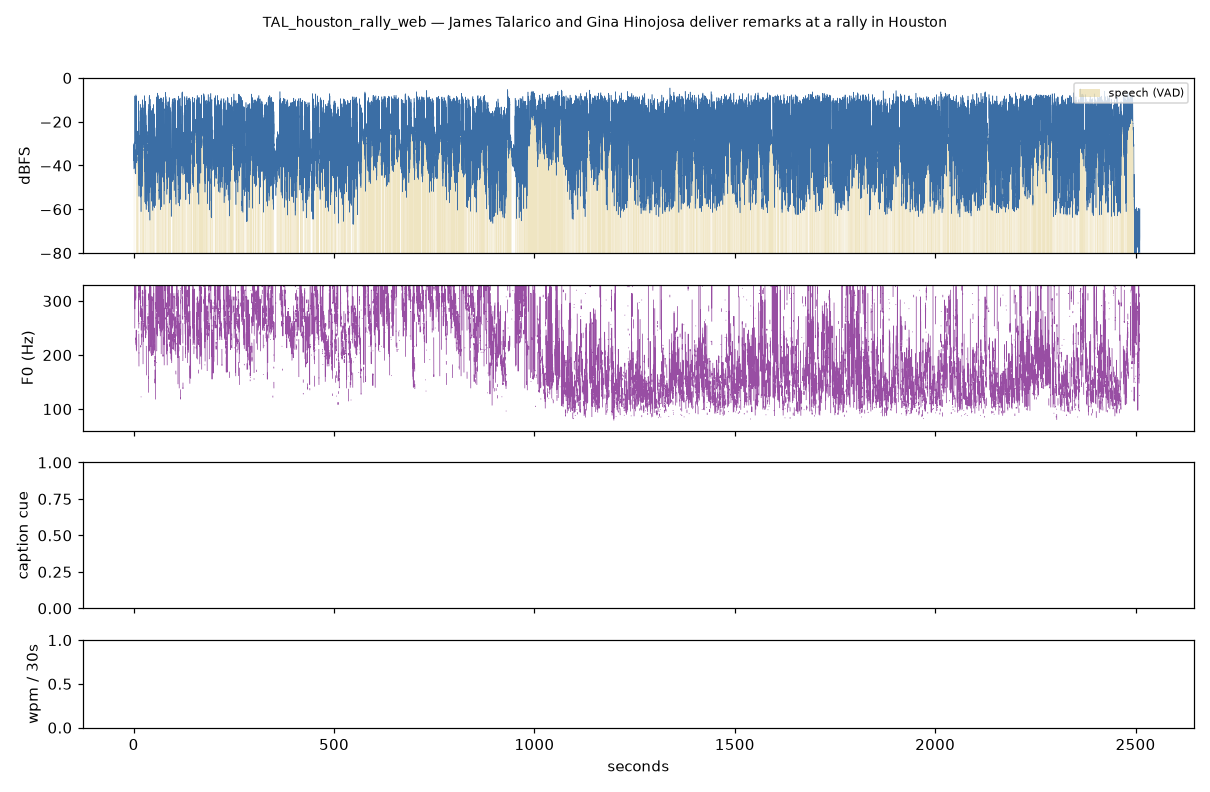 TAL_houston_rally_web — James Talarico and Gina Hinojosa deliver remarks at a rally in Houston
0
−20
−40
−60
−80
dBFS
speech (VAD)
300
200
100
F0 (Hz)
1.00
0.75
0.50
0.25
0.00
caption cue
1.0
0.5
0.0
wpm / 30s
0 500 1000 1500 2000 2500
seconds